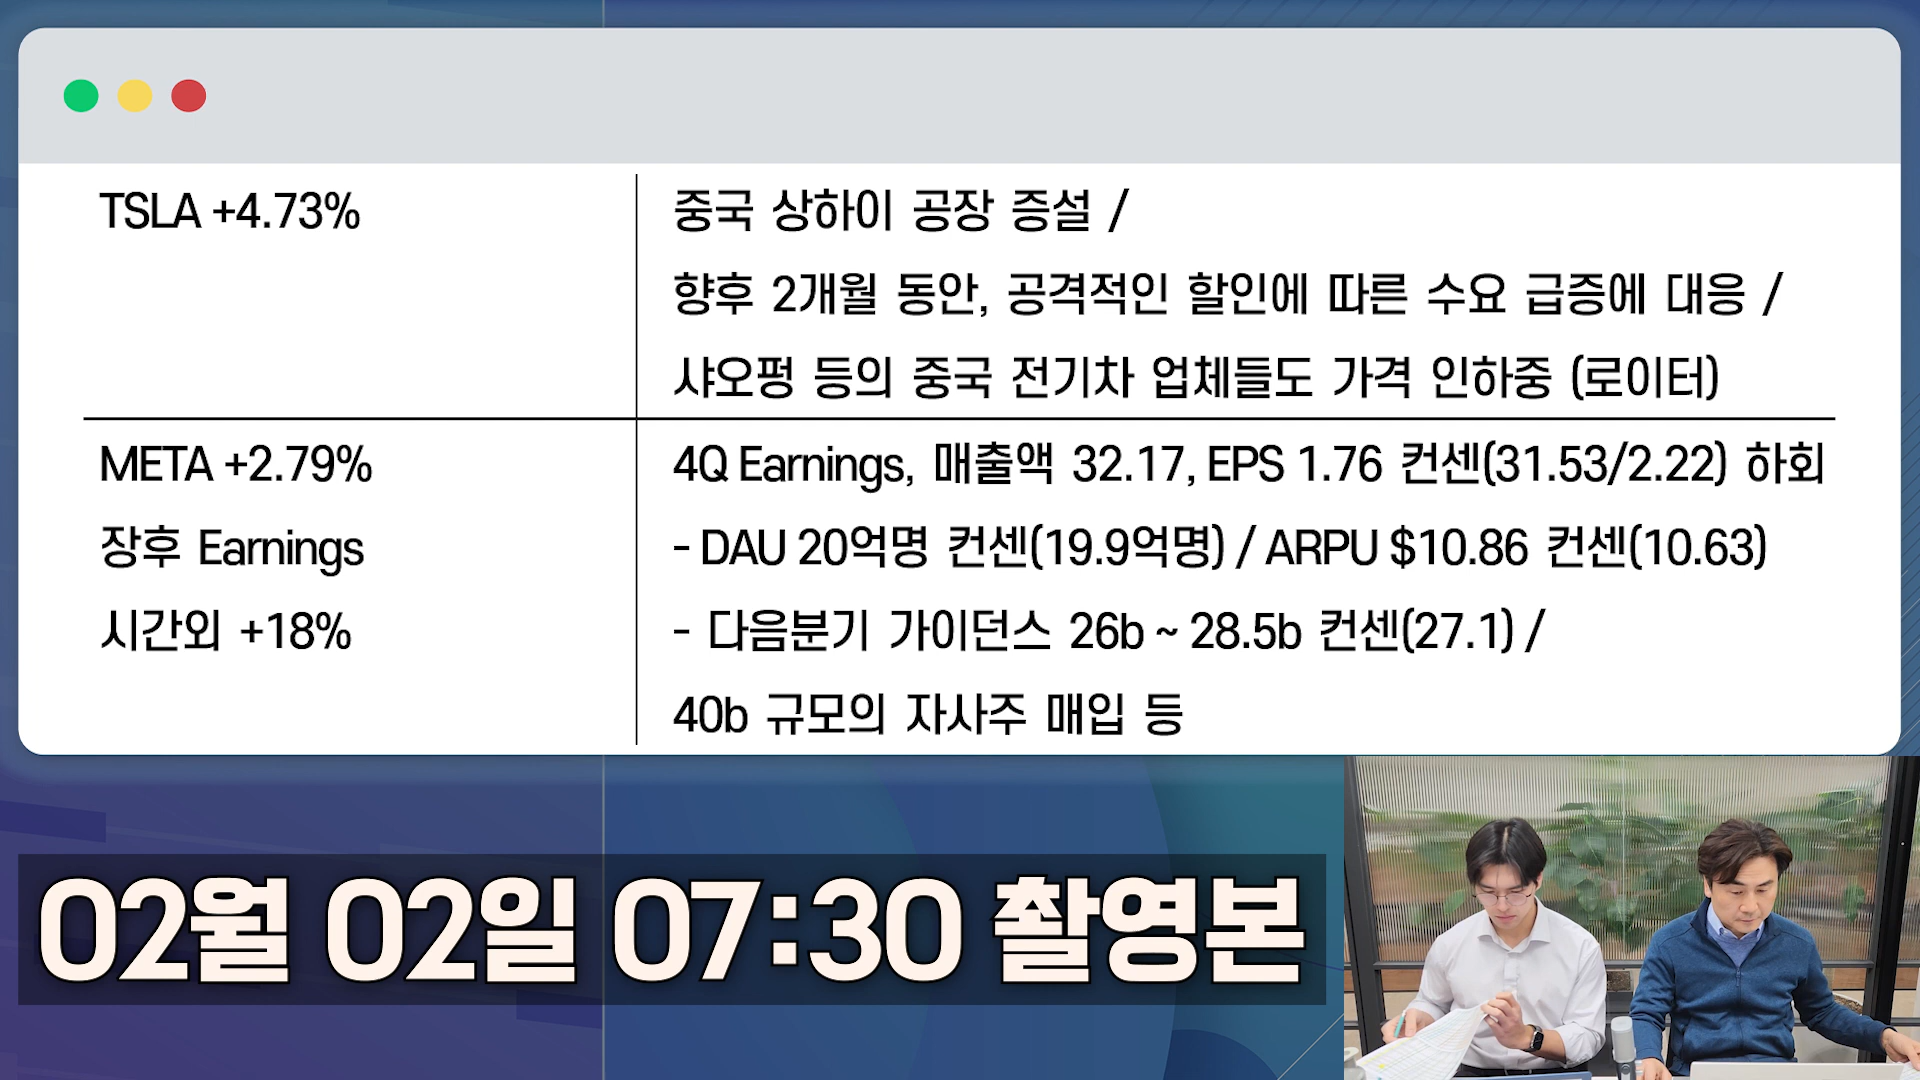 TSLA +4.73%
중국 상하이 공장 증설 /
향후 2개월 동안, 공격적인 할인에 따른 수요 급증에 대응 /
샤오펑 등의 중국 전기차 업체들도 가격 인하중 (로이터)
META +2.79%
장후 Earnings
시간외 +18%
4Q Earnings, 매출액 32.17, EPS 1.76 컨센(31.53/2.22) 하회
- DAU 20억명 컨센(19.9억명) / ARPU $10.86 컨센(10.63)
- 다음분기 가이던스 26b ~ 28.5b 컨센(27.1) /
40b 규모의 자사주 매입 등
02월 02일 07:30 촬영본